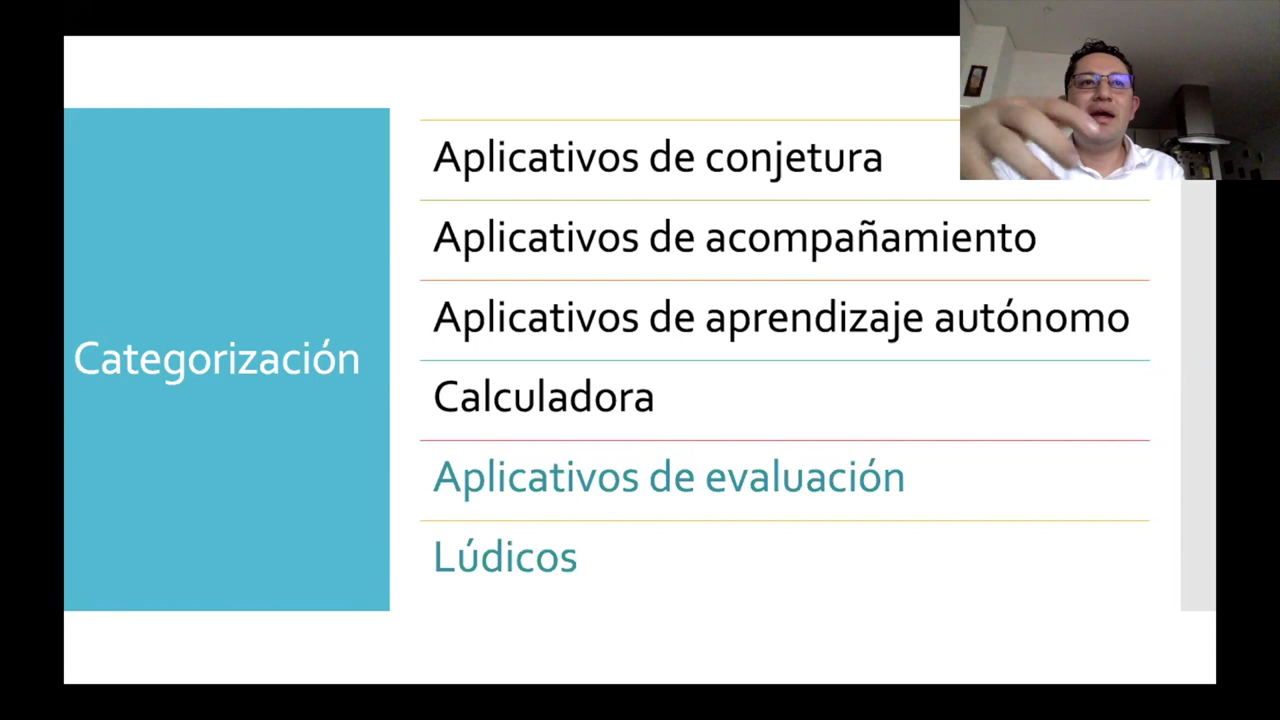 Categorización
Aplicativos de conjetura
Aplicativos de acompañamiento
Aplicativos de aprendizaje autónomo
Calculadora
Aplicativos de evaluación
Lúdicos